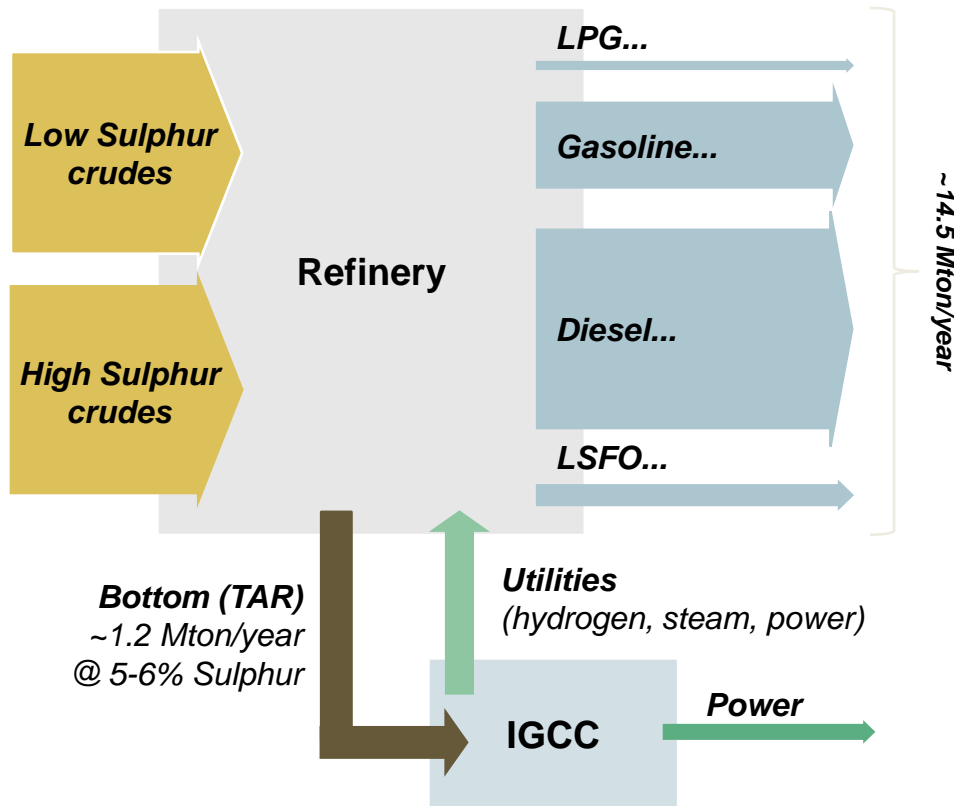 LPG...
Low Sulphur
crudes
Gasoline...
Refinery
~14.5 Mton/year
Diesel...
High Sulphur
crudes
LSFO...
Bottom (TAR)
~1.2 Mton/year
@ 5-6% Sulphur
Utilities
(hydrogen, steam, power)
IGCC
Power